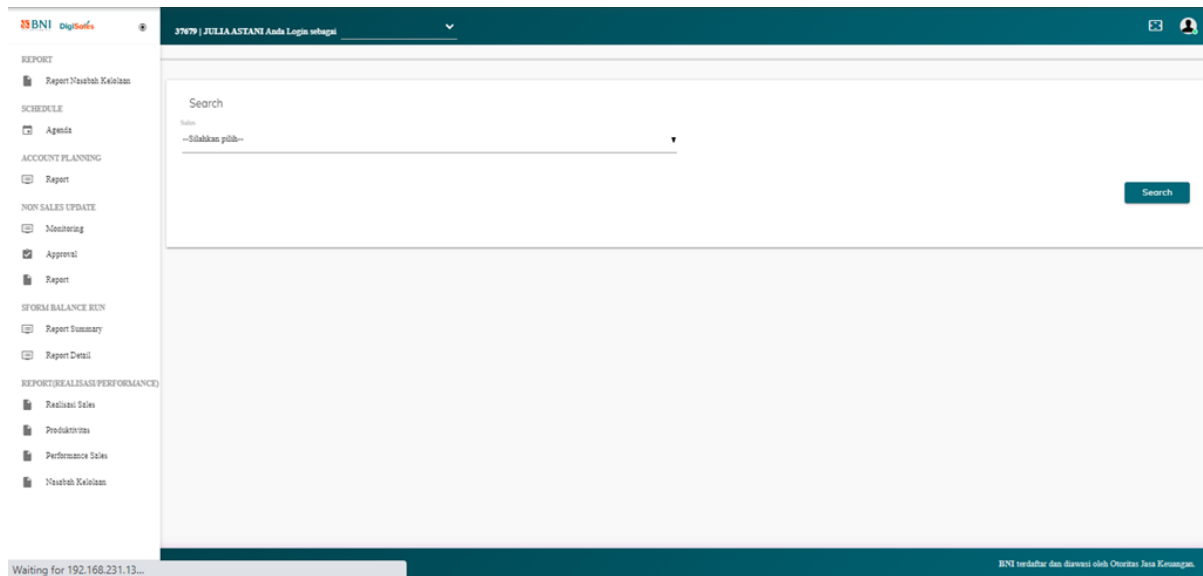 BNI DigiSales
37679 | JULIA ASTANI Anda Login sebagai
REPORT
Report Nasabah Kelolaan
SCHEDULE
Agenda
ACCOUNT PLANNING
Report
NON SALES UPDATE
Monitoring
Approval
Report
SFORM BALANCE RUN
Report Summary
Report Detail
REPORT(REALISASI/PERFORMANCE)
Realisasi Sales
Produktivitas
Performance Sales
Nasabah Kelolaan
Search
Sales
--Silahkan pilih--
Search
Waiting for 192.168.231.13...
BNI terdaftar dan diawasi oleh Otoritas Jasa Keuangan.